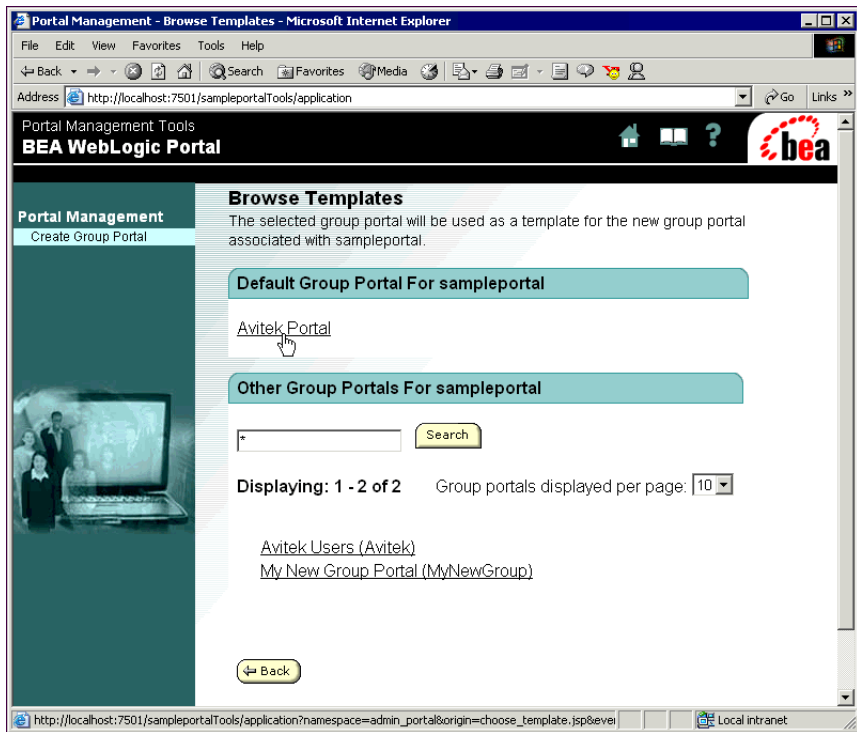 Portal Management - Browse Templates - Microsoft Internet Explorer
File Edit View Favorites Tools Help
Back Search Favorites Media
Address http://localhost:7501/sampleportalTools/application Go Links »
Portal Management Tools
BEA WebLogic Portal
bea
Portal Management
Create Group Portal
Browse Templates
The selected group portal will be used as a template for the new group portal
associated with sampleportal.
Default Group Portal For sampleportal
Avitek Portal
Other Group Portals For sampleportal
* Search
Displaying: 1 - 2 of 2 Group portals displayed per page: 10
Avitek Users (Avitek)
My New Group Portal (MyNewGroup)
Back
http://localhost:7501/sampleportalTools/application?namespace=admin_portal&origin=choose_template.jsp&eve Local intranet